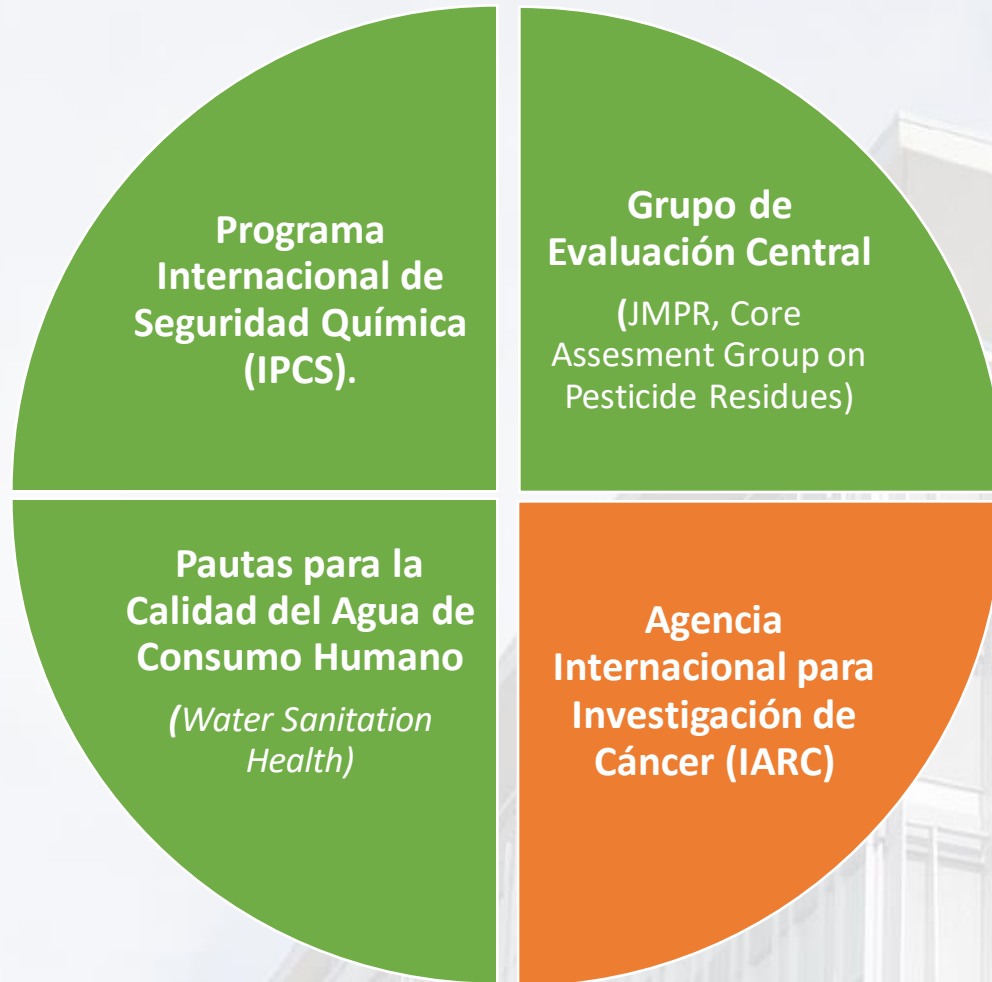 Programa
Internacional de
Seguridad Química
(IPCS).
Grupo de
Evaluación Central
(JMPR, Core
Assesment Group on
Pesticide Residues)
Pautas para la
Calidad del Agua de
Consumo Humano
(Water Sanitation
Health)
Agencia
Internacional para
Investigación de
Cáncer (IARC)